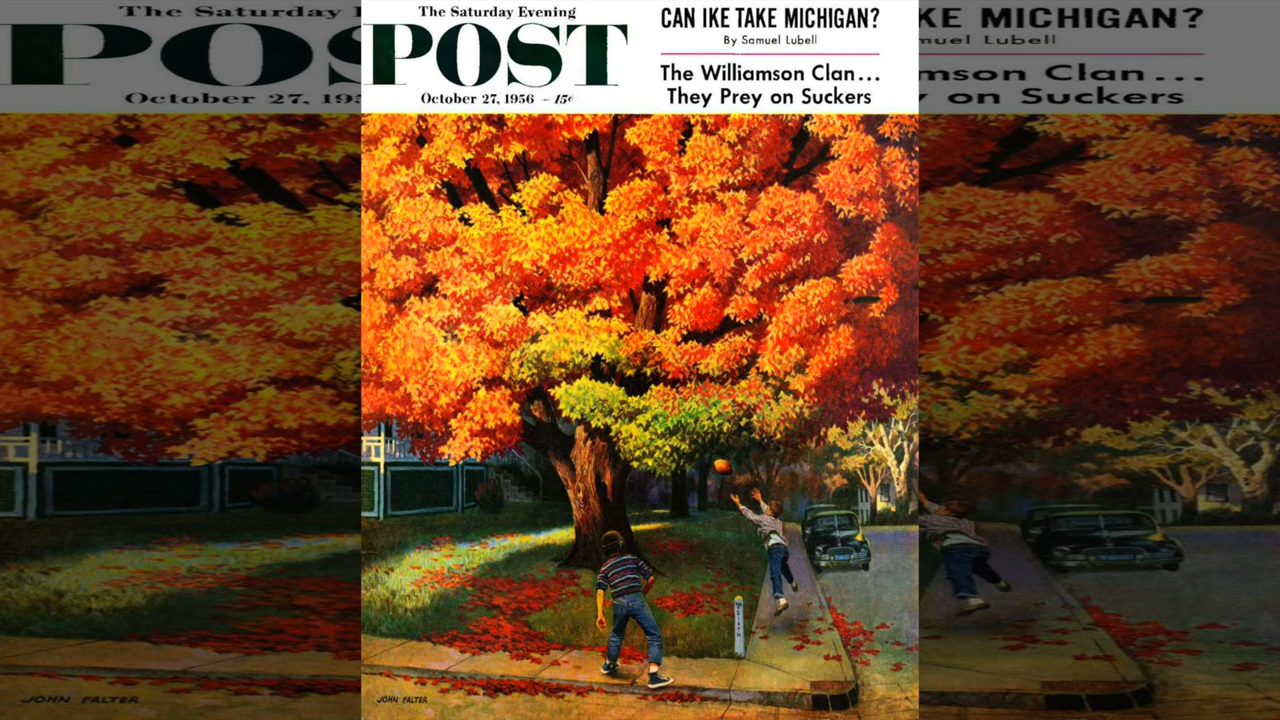 The Saturday Evening
POST
October 27, 1956 – 15¢
CAN IKE TAKE MICHIGAN?
By Samuel Lubell
The Williamson Clan...
They Prey on Suckers
JOHN FALTER